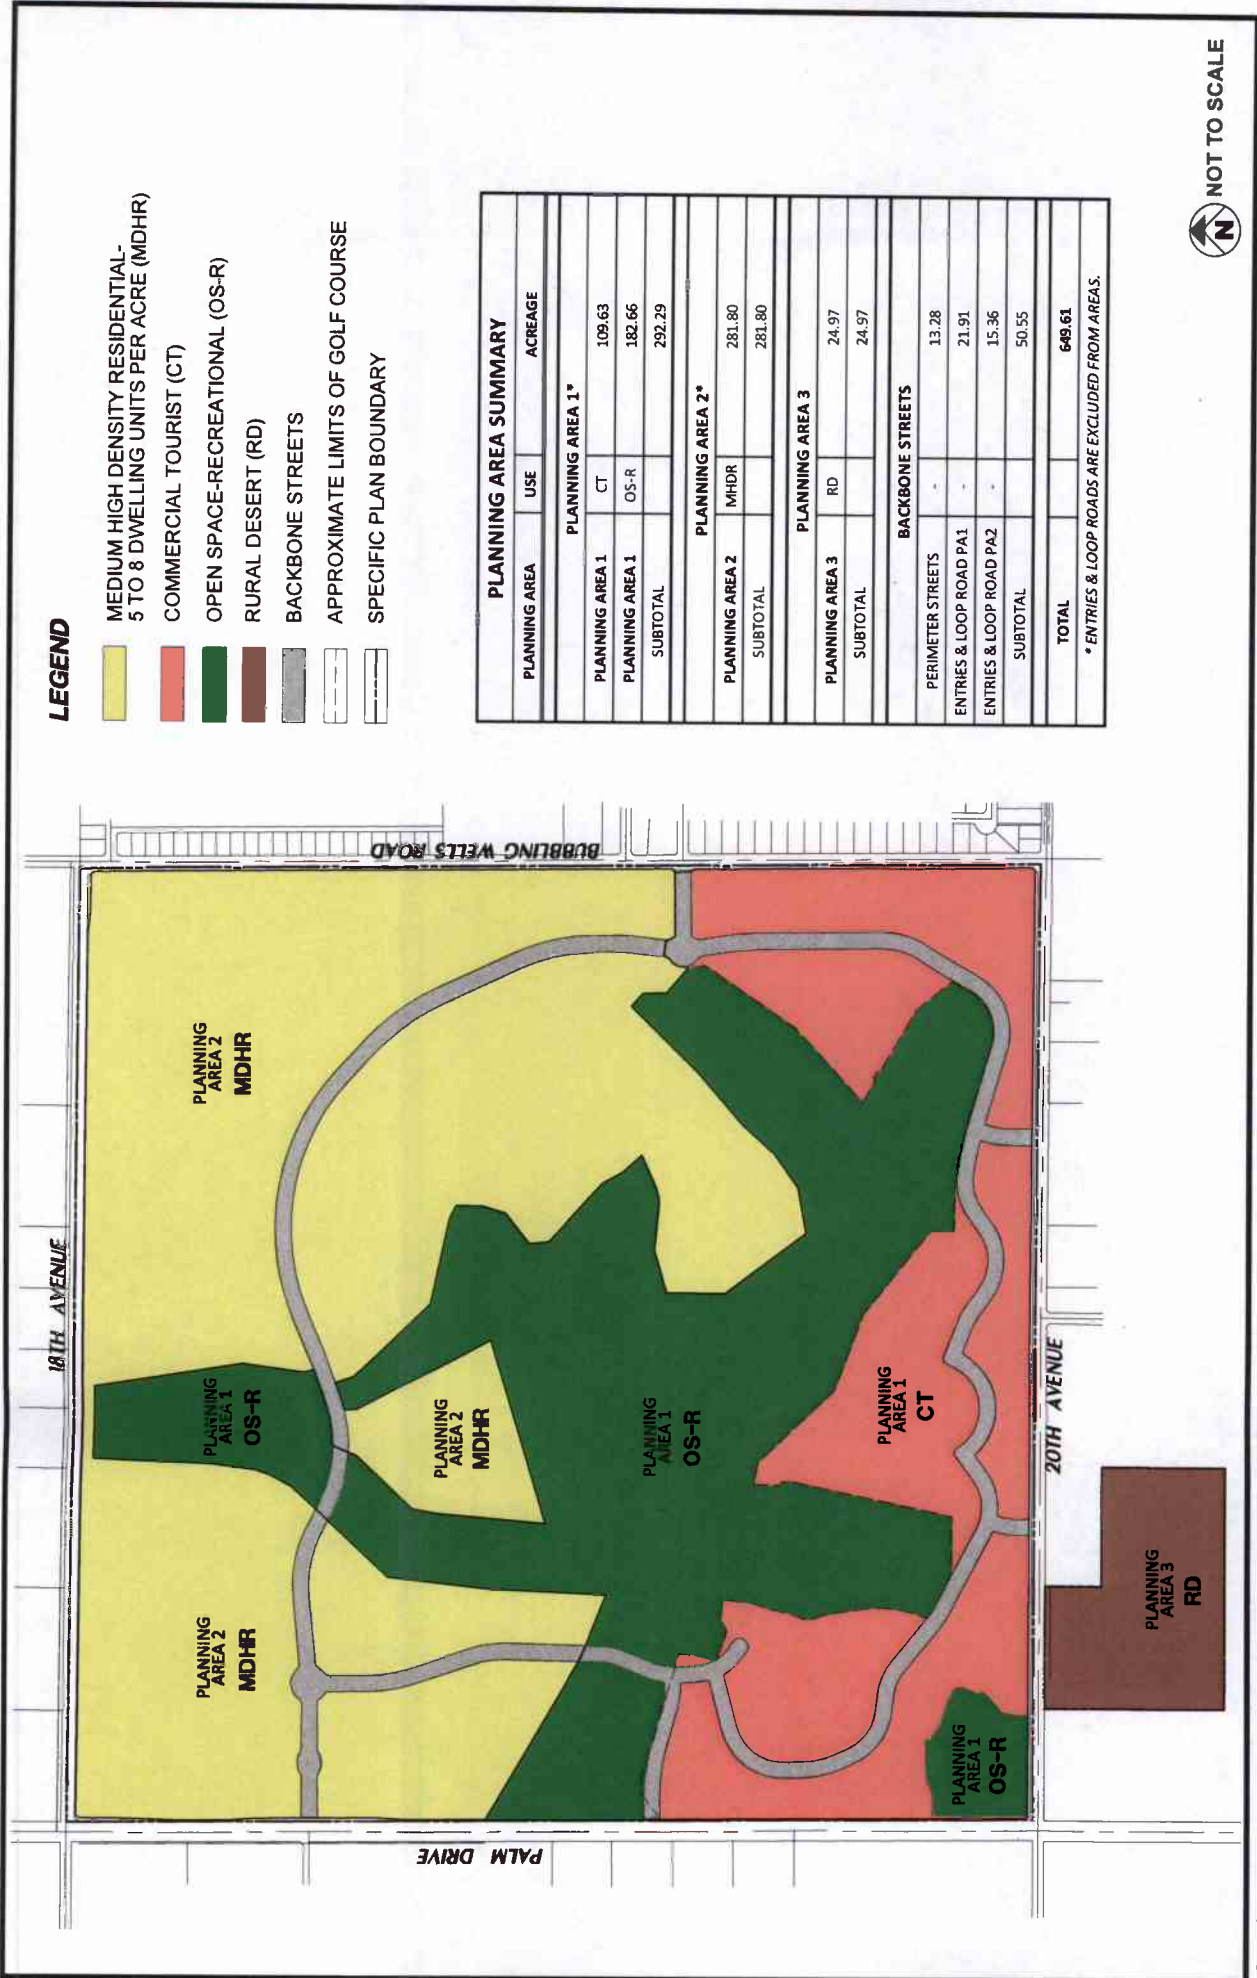 18TH AVENUE
PLANNING
AREA 2
MDHR
PLANNING
AREA 1
OS-R
PLANNING
AREA 2
MDHR
PLANNING
AREA 2
MDHR
PLANNING
AREA 1
OS-R
PLANNING
AREA 1
CT
PLANNING
AREA 1
OS-R
PLANNING
AREA 3
RD
PALM DRIVE
BUBBLING WELLS ROAD
20TH AVENUE
LEGEND
MEDIUM HIGH DENSITY RESIDENTIAL-
5 TO 8 DWELLING UNITS PER ACRE (MDHR)
COMMERCIAL TOURIST (CT)
OPEN SPACE-RECREATIONAL (OS-R)
RURAL DESERT (RD)
BACKBONE STREETS
APPROXIMATE LIMITS OF GOLF COURSE
SPECIFIC PLAN BOUNDARY
PLANNING AREA SUMMARY
PLANNING AREA USE ACREAGE
PLANNING AREA 1*
PLANNING AREA 1 CT 109.63
PLANNING AREA 1 OS-R 182.66
SUBTOTAL 292.29
PLANNING AREA 2*
PLANNING AREA 2 MHDR 281.80
SUBTOTAL 281.80
PLANNING AREA 3
PLANNING AREA 3 RD 24.97
SUBTOTAL 24.97
BACKBONE STREETS
PERIMETER STREETS - 13.28
ENTRIES & LOOP ROAD PA1 - 21.91
ENTRIES & LOOP ROAD PA2 - 15.36
SUBTOTAL 50.55
TOTAL 649.61
* ENTRIES & LOOP ROADS ARE EXCLUDED FROM AREAS.
N
NOT TO SCALE